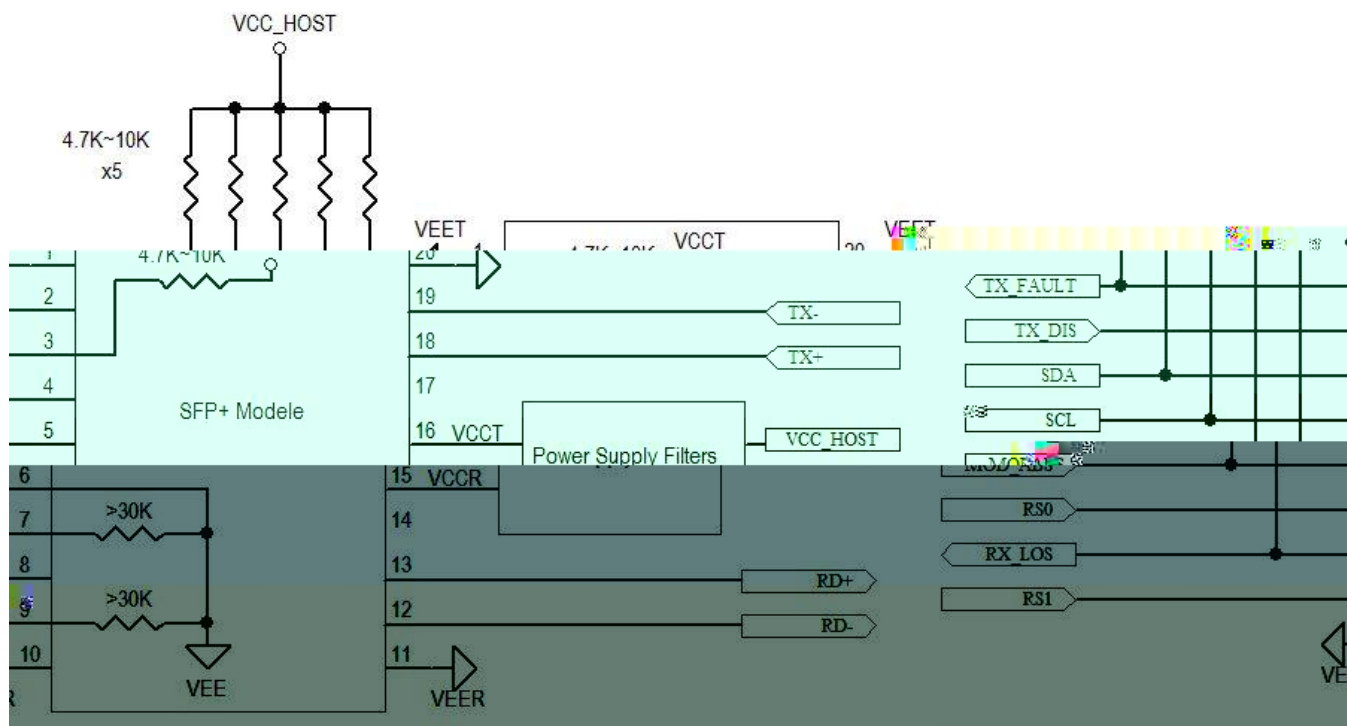 VCC_HOST
4.7K~10K
x5
VEET
VCCT
1
20
4.7K~10K
2
19
TX-
TX_FAULT
3
18
TX+
TX_DIS
4
17
SDA
SFP+ Modele
5
16
VCCT
VCC_HOST
SCL
Power Supply Filters
6
15
VCCR
7
>30K
14
RS0
8
13
RD+
RX_LOS
9
>30K
12
RD-
RS1
10
11
VEE
VEER